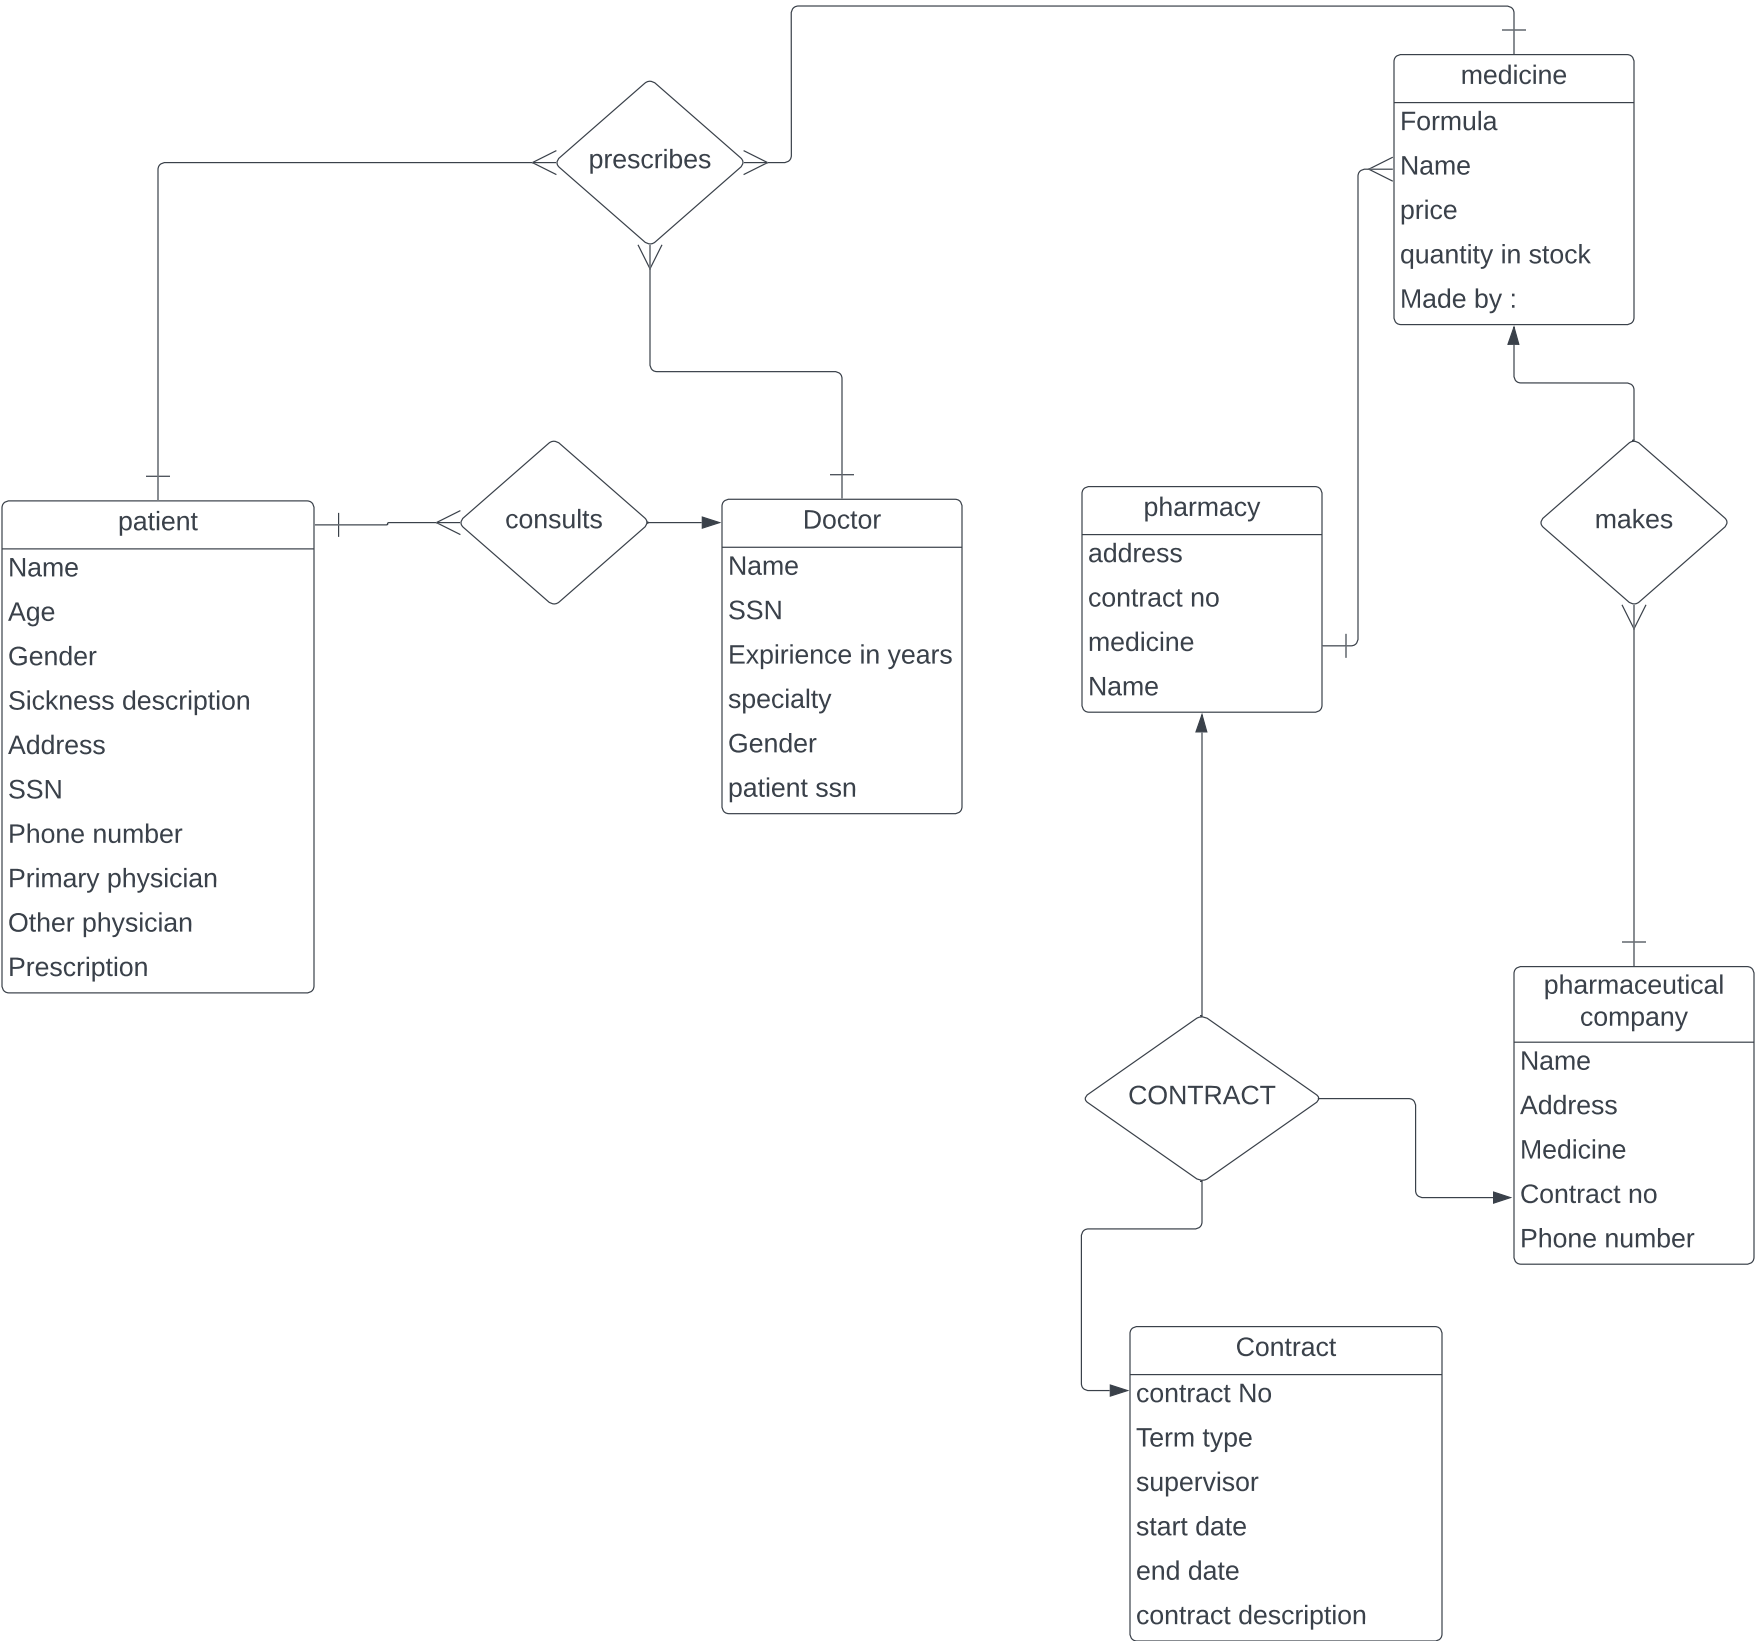 medicine
Formula
Name
price
quantity in stock
Made by :
prescribes
patient
Name
Age
Gender
Sickness description
Address
SSN
Phone number
Primary physician
Other physician
Prescription
consults
Doctor
Name
SSN
Expirience in years
specialty
Gender
patient ssn
pharmacy
address
contract no
medicine
Name
makes
pharmaceutical
company
Name
Address
Medicine
Contract no
Phone number
CONTRACT
Contract
contract No
Term type
supervisor
start date
end date
contract description